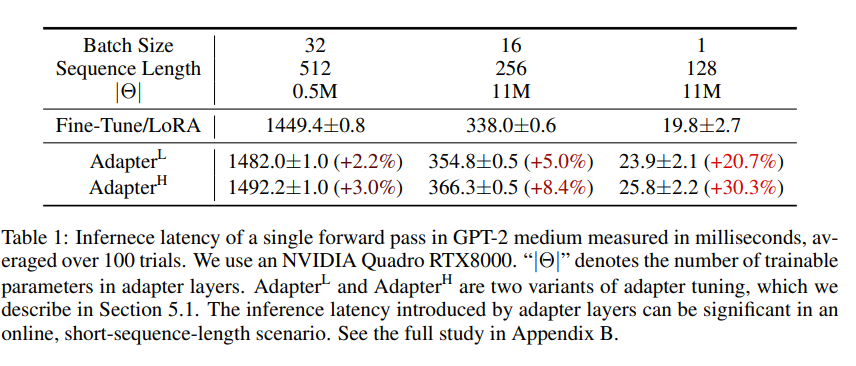 Batch Size 32 16 1
Sequence Length 512 256 128
|Θ| 0.5M 11M 11M
Fine-Tune/LoRA 1449.4±0.8 338.0±0.6 19.8±2.7
Adapter^L 1482.0±1.0 (+2.2%) 354.8±0.5 (+5.0%) 23.9±2.1 (+20.7%)
Adapter^H 1492.2±1.0 (+3.0%) 366.3±0.5 (+8.4%) 25.8±2.2 (+30.3%)
Table 1: Infernece latency of a single forward pass in GPT-2 medium measured in milliseconds, av-
eraged over 100 trials. We use an NVIDIA Quadro RTX8000. “|Θ|” denotes the number of trainable
parameters in adapter layers. Adapter^L and Adapter^H are two variants of adapter tuning, which we
describe in Section 5.1. The inference latency introduced by adapter layers can be significant in an
online, short-sequence-length scenario. See the full study in Appendix B.